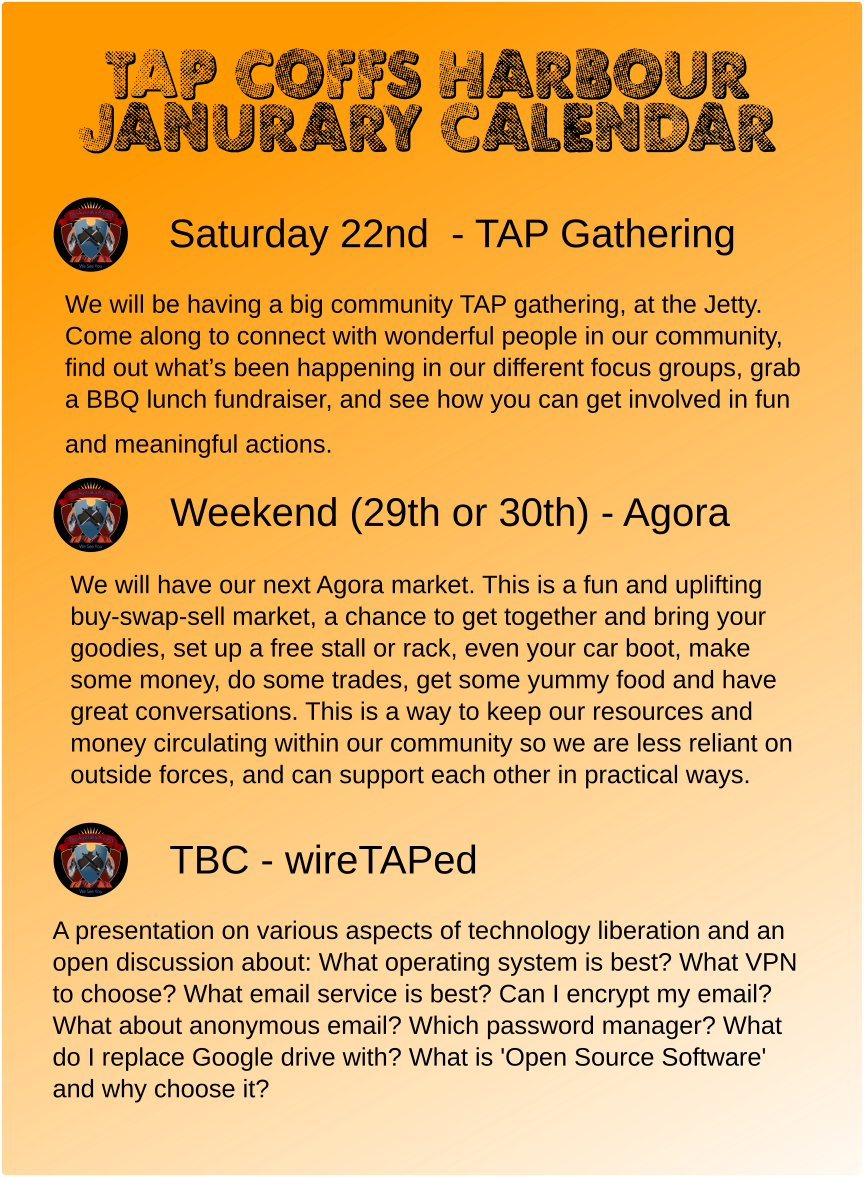 TAP COFFS HARBOUR
JANURARY CALENDAR
Saturday 22nd  - TAP Gathering
We will be having a big community TAP gathering, at the Jetty.
Come along to connect with wonderful people in our community,
find out what’s been happening in our different focus groups, grab
a BBQ lunch fundraiser, and see how you can get involved in fun
and meaningful actions.
We See You
Weekend (29th or 30th) - Agora
We will have our next Agora market. This is a fun and uplifting
buy-swap-sell market, a chance to get together and bring your
goodies, set up a free stall or rack, even your car boot, make
some money, do some trades, get some yummy food and have
great conversations. This is a way to keep our resources and
money circulating within our community so we are less reliant on
outside forces, and can support each other in practical ways.
We See You
TBC - wireTAPed
We See You
A presentation on various aspects of technology liberation and an
open discussion about: What operating system is best? What VPN
to choose? What email service is best? Can I encrypt my email?
What about anonymous email? Which password manager? What
do I replace Google drive with? What is 'Open Source Software'
and why choose it?